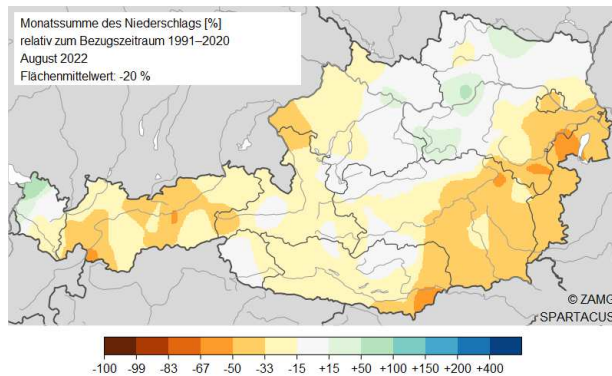 Monatssumme des Niederschlags [%]
relativ zum Bezugszeitraum 1991–2020
August 2022
Flächenmittelwert: -20 %
© ZAMG
SPARTACUS
-100 -99 -83 -67 -50 -33 -15 +15 +50 +100 +150 +200 +400